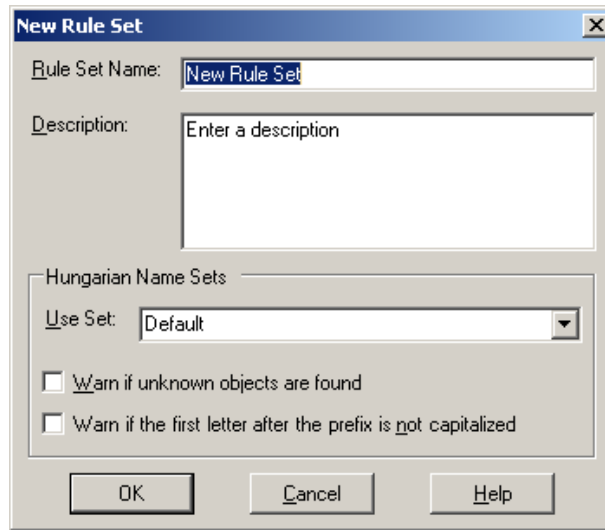 New Rule Set
Rule Set Name: New Rule Set
Description: Enter a description
Hungarian Name Sets
Use Set: Default
Warn if unknown objects are found
Warn if the first letter after the prefix is not capitalized
OK Cancel Help